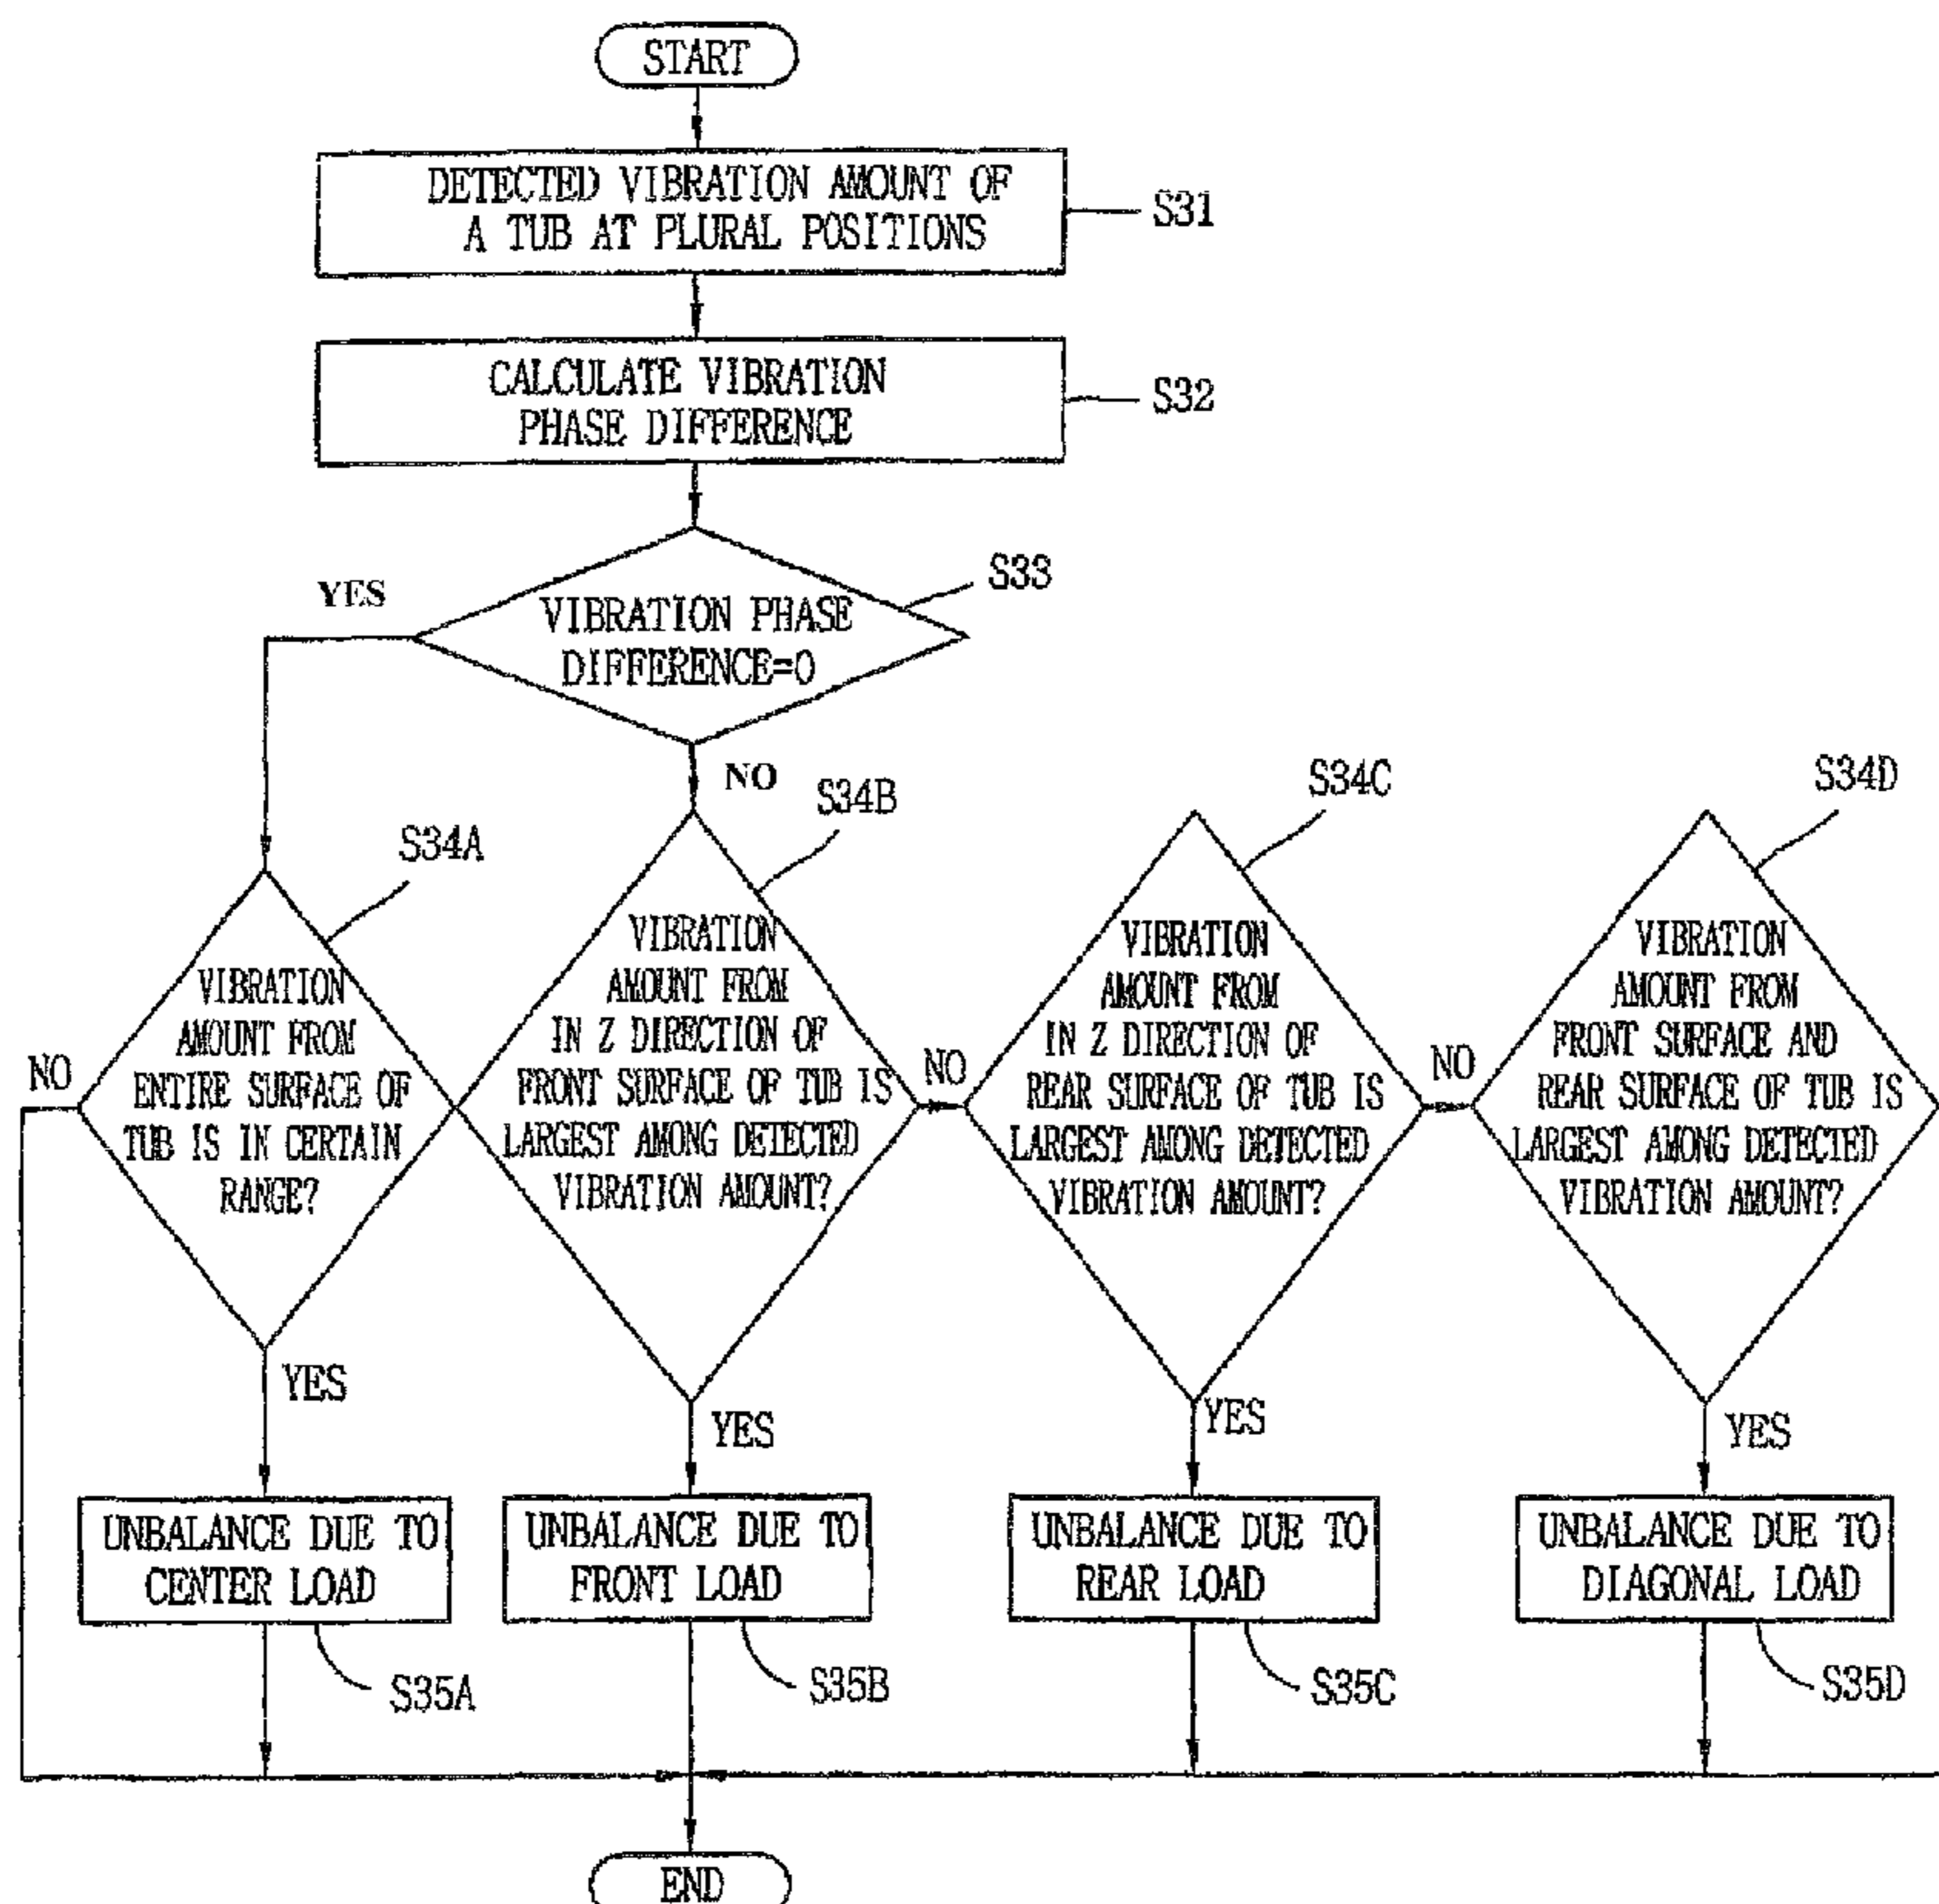 START
DETECTED VIBRATION AMOUNT OF
A TUB AT PLURAL POSITIONS
S31
CALCULATE VIBRATION
PHASE DIFFERENCE
S32
YES
VIBRATION PHASE
DIFFERENCE=0
S33
NO
S34A
VIBRATION
AMOUNT FROM
ENTIRE SURFACE OF
TUB IS IN CERTAIN
RANGE?
NO
YES
S34B
VIBRATION
AMOUNT FROM
IN Z DIRECTION OF
FRONT SURFACE OF TUB IS
LARGEST AMONG DETECTED
VIBRATION AMOUNT?
NO
YES
S34C
VIBRATION
AMOUNT FROM
IN Z DIRECTION OF
REAR SURFACE OF TUB IS
LARGEST AMONG DETECTED
VIBRATION AMOUNT?
NO
YES
S34D
VIBRATION
AMOUNT FROM
FRONT SURFACE AND
REAR SURFACE OF TUB IS
LARGEST AMONG DETECTED
VIBRATION AMOUNT?
YES
UNBALANCE DUE TO
CENTER LOAD
S35A
UNBALANCE DUE TO
FRONT LOAD
S35B
UNBALANCE DUE TO
REAR LOAD
S35C
UNBALANCE DUE TO
DIAGONAL LOAD
S35D
END